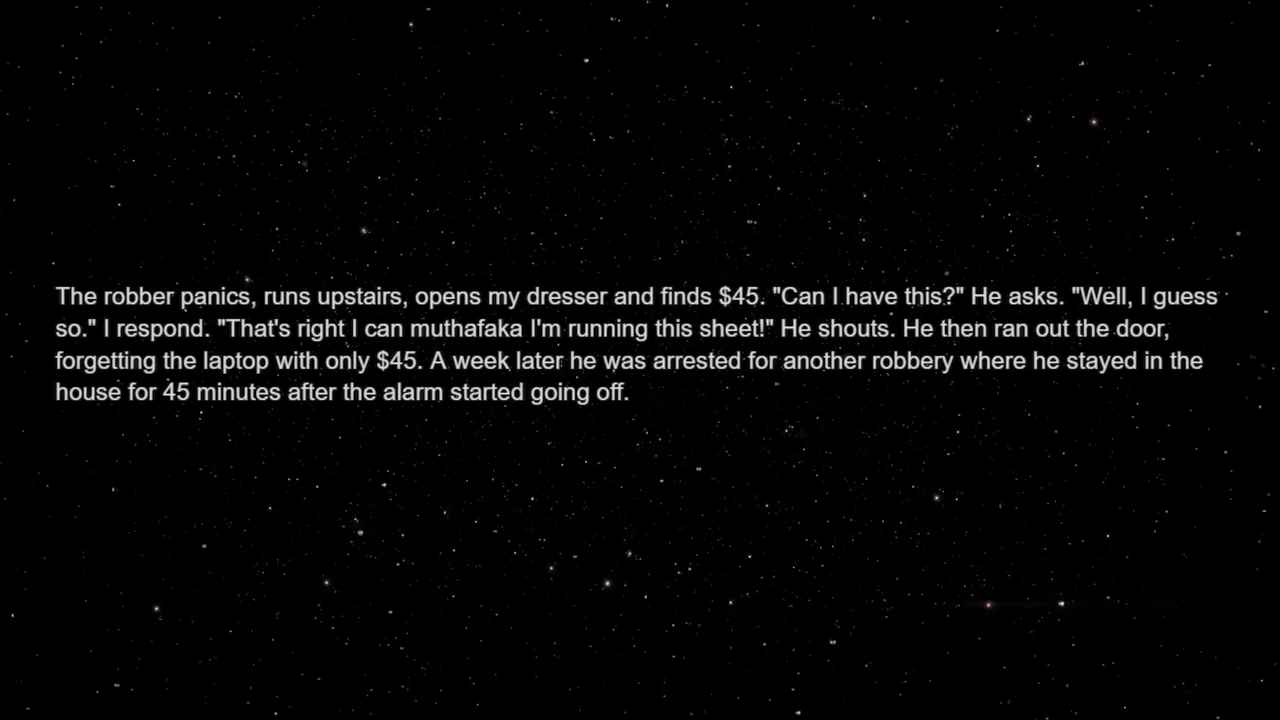 The robber panics, runs upstairs, opens my dresser and finds $45. "Can I have this?" He asks. "Well, I guess
so." I respond. "That's right I can muthafaka I'm running this sheet!" He shouts. He then ran out the door,
forgetting the laptop with only $45. A week later he was arrested for another robbery where he stayed in the
house for 45 minutes after the alarm started going off.